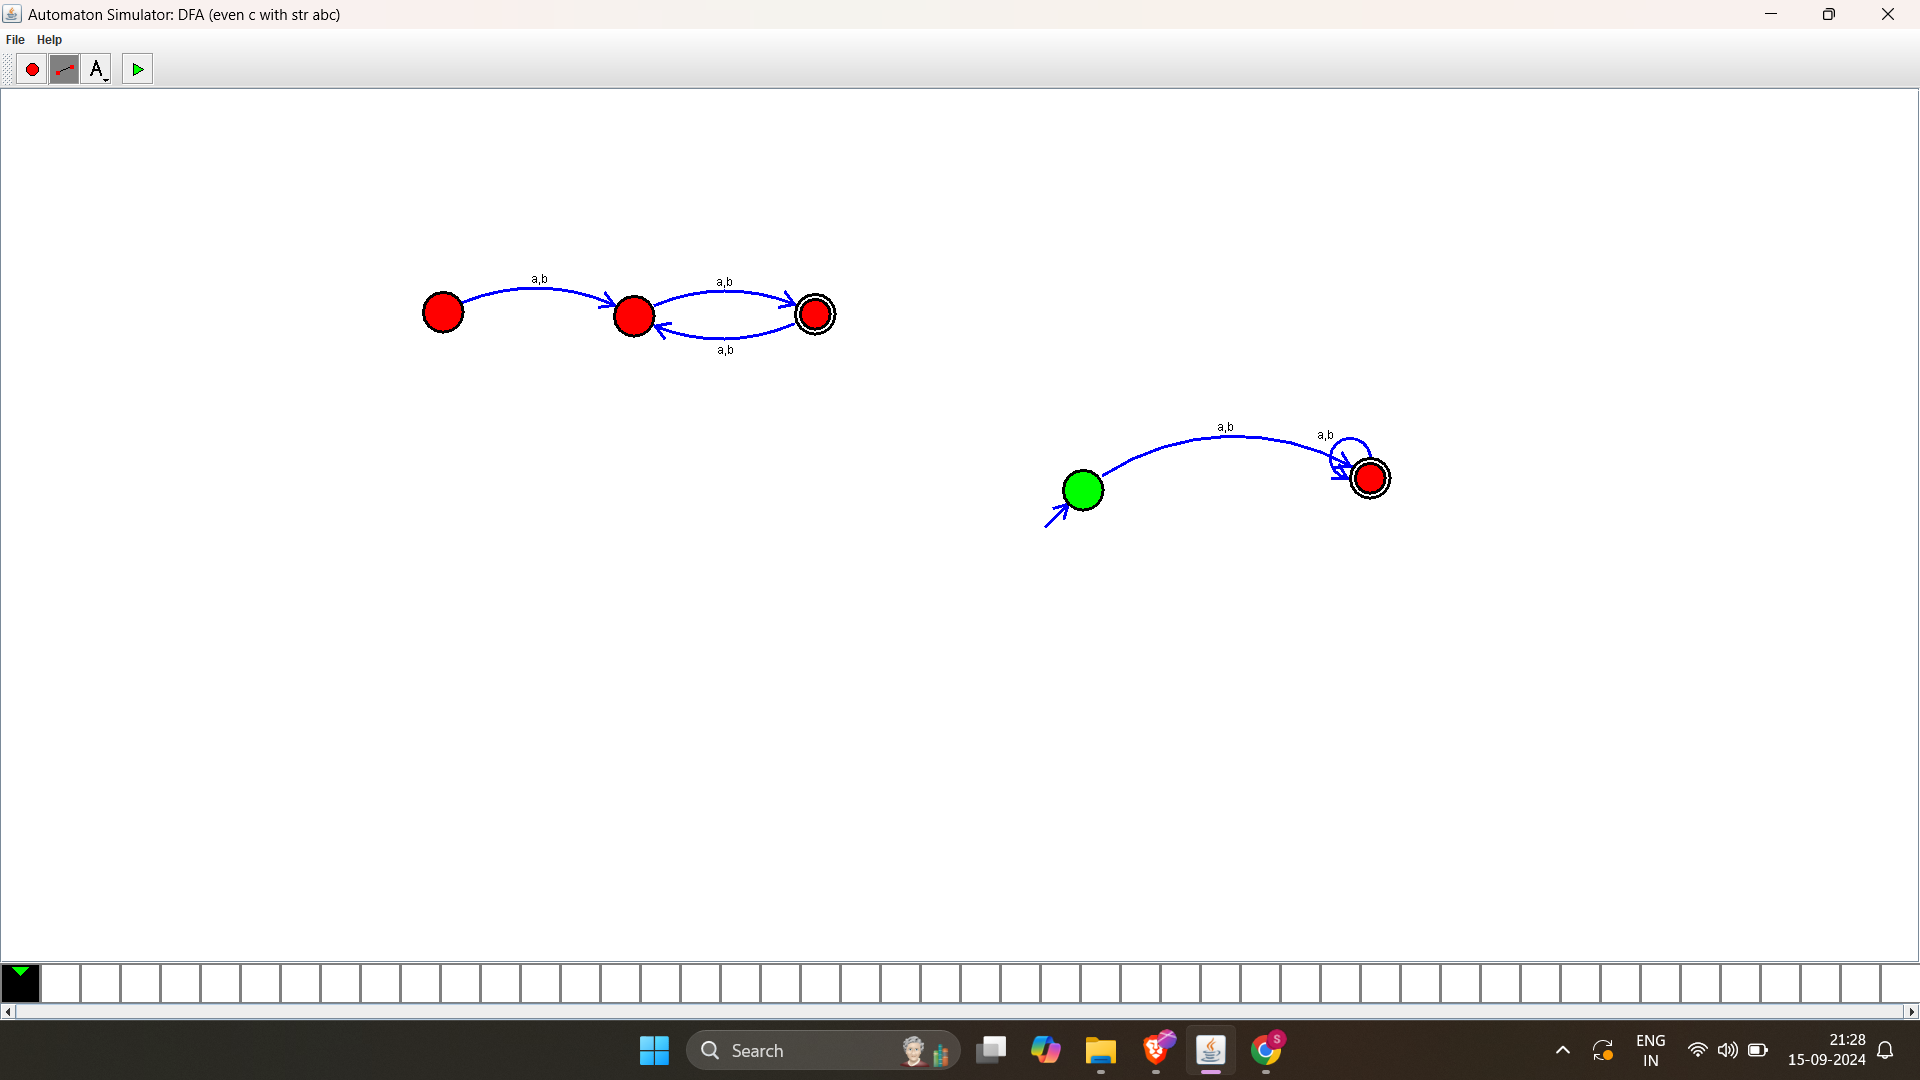 Automaton Simulator: DFA (even c with str abc)
File Help
A
a,b
a,b
a,b
a,b
a,b
Search
ENG
IN
21:28
15-09-2024
S